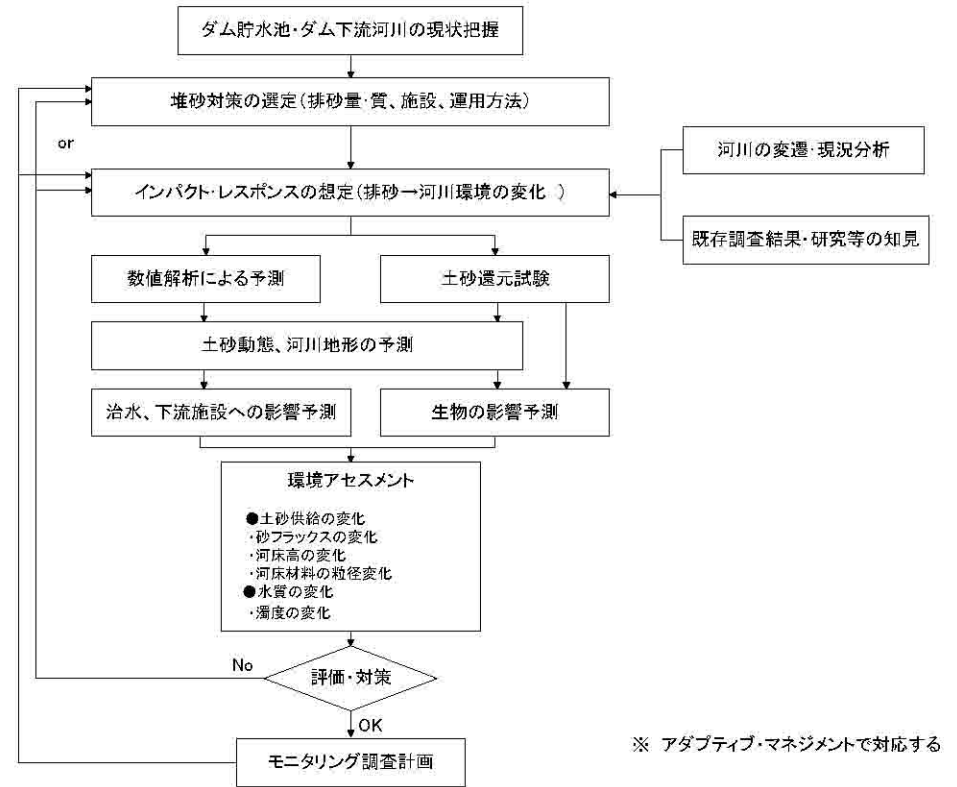 ダム貯水池・ダム下流河川の現状把握
堆砂対策の選定(排砂量・質、施設、運用方法)
or
河川の変遷・現況分析
インパクト・レスポンスの想定(排砂→河川環境の変化 )
既存調査結果・研究等の知見
数値解析による予測
土砂還元試験
土砂動態、河川地形の予測
治水、下流施設への影響予測
生物の影響予測
環境アセスメント
●土砂供給の変化
・砂フラックスの変化
・河床高の変化
・河床材料の粒径変化
●水質の変化
・濁度の変化
No
評価・対策
OK
モニタリング調査計画
※ アダプティブ・マネジメントで対応する